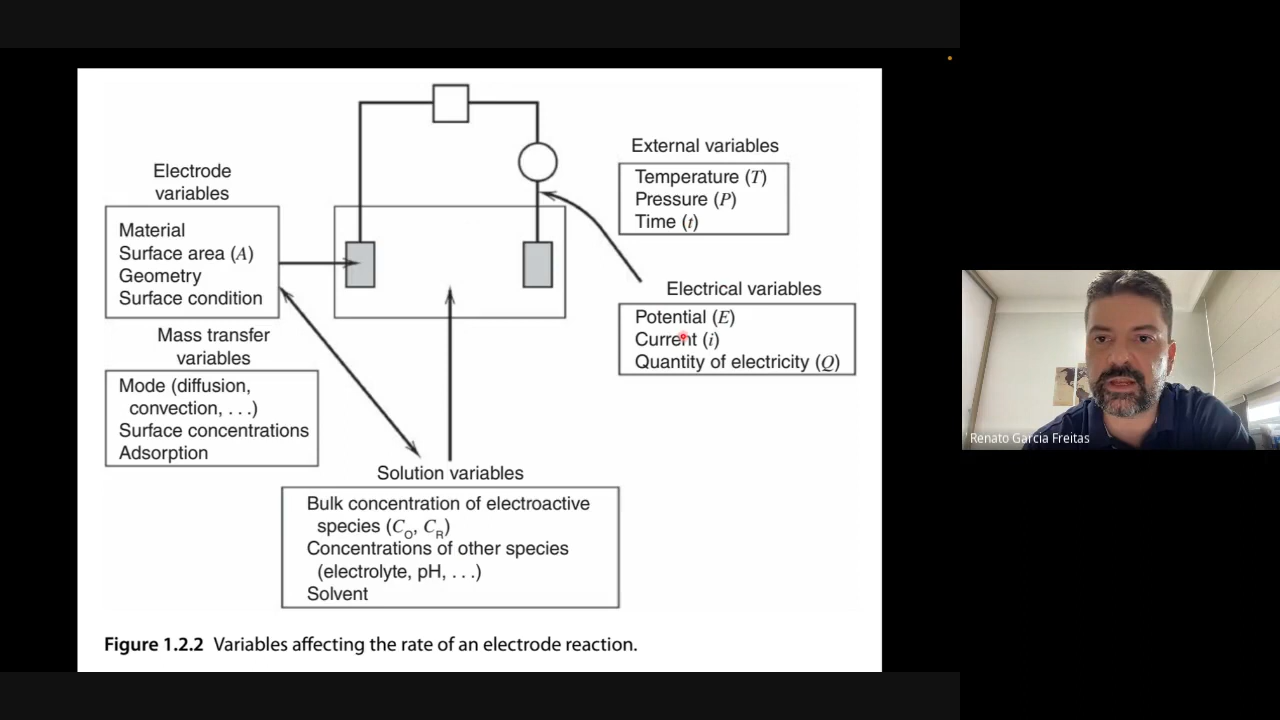 Electrode
variables
Material
Surface area (A)
Geometry
Surface condition
Mass transfer
variables
Mode (diffusion,
convection, . . .)
Surface concentrations
Adsorption
External variables
Temperature (T)
Pressure (P)
Time (t)
Electrical variables
Potential (E)
Current (i)
Quantity of electricity (Q)
Solution variables
Bulk concentration of electroactive
species (C_O, C_R)
Concentrations of other species
(electrolyte, pH, . . .)
Solvent
Figure 1.2.2 Variables affecting the rate of an electrode reaction.
Renato Garcia Freitas